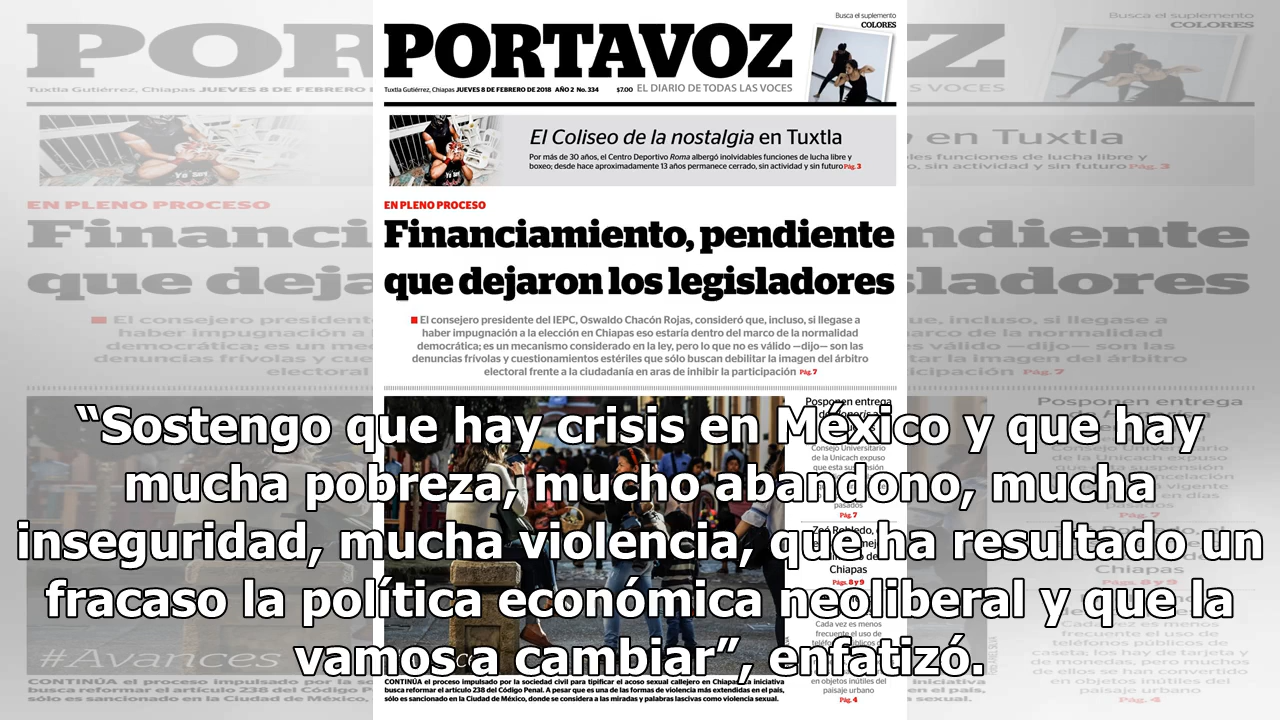 Busca el suplemento
COLORES
PORTAVOZ
Tuxtla Gutiérrez, Chiapas JUEVES 8 DE FEBRERO DE 2018 AÑO 2 No. 334 $7.00 EL DIARIO DE TODAS LAS VOCES
El Coliseo de la nostalgia en Tuxtla
Por más de 30 años, el Centro Deportivo Roma albergó inolvidables funciones de lucha libre y
boxeo; desde hace aproximadamente 13 años permanece cerrado, sin actividad y sin futuro Pág. 3
EN PLENO PROCESO
Financiamiento, pendiente
que dejaron los legisladores
El consejero presidente del IEPC, Oswaldo Chacón Rojas, consideró que, incluso, si llegase a
haber impugnación a la elección en Chiapas eso estaría dentro del marco de la normalidad
democrática; es un mecanismo considerado en la ley, pero lo que no es válido —dijo— son las
denuncias frívolas y cuestionamientos estériles que sólo buscan debilitar la imagen del árbitro
electoral frente a la ciudadanía en aras de inhibir la participación Pág. 7
“Sostengo que hay crisis en México y que hay
mucha pobreza, mucho abandono, mucha
inseguridad, mucha violencia, que ha resultado un
fracaso la política económica neoliberal y que la
vamos a cambiar”, enfatizó.
Posponen entrega
Consejo Universitario
de la Unicach expuso
que esta suspensión
pasados
Pág. 7
Zoé Robledo,
Chiapas
Págs. 8 y 9
Cada vez es menos
frecuente el uso de
teléfonos públicos de
en objetos inútiles del
paisaje urbano
Pág. 4
#Avances
CONTINÚA el proceso impulsado por la sociedad civil para tipificar el acoso sexual callejero en Chiapas. La iniciativa
busca reformar el artículo 238 del Código Penal. A pesar que es una de las formas de violencia más extendidas en el país,
sólo es sancionado en la Ciudad de México, donde se considera a las miradas y palabras lascivas como violencia sexual.